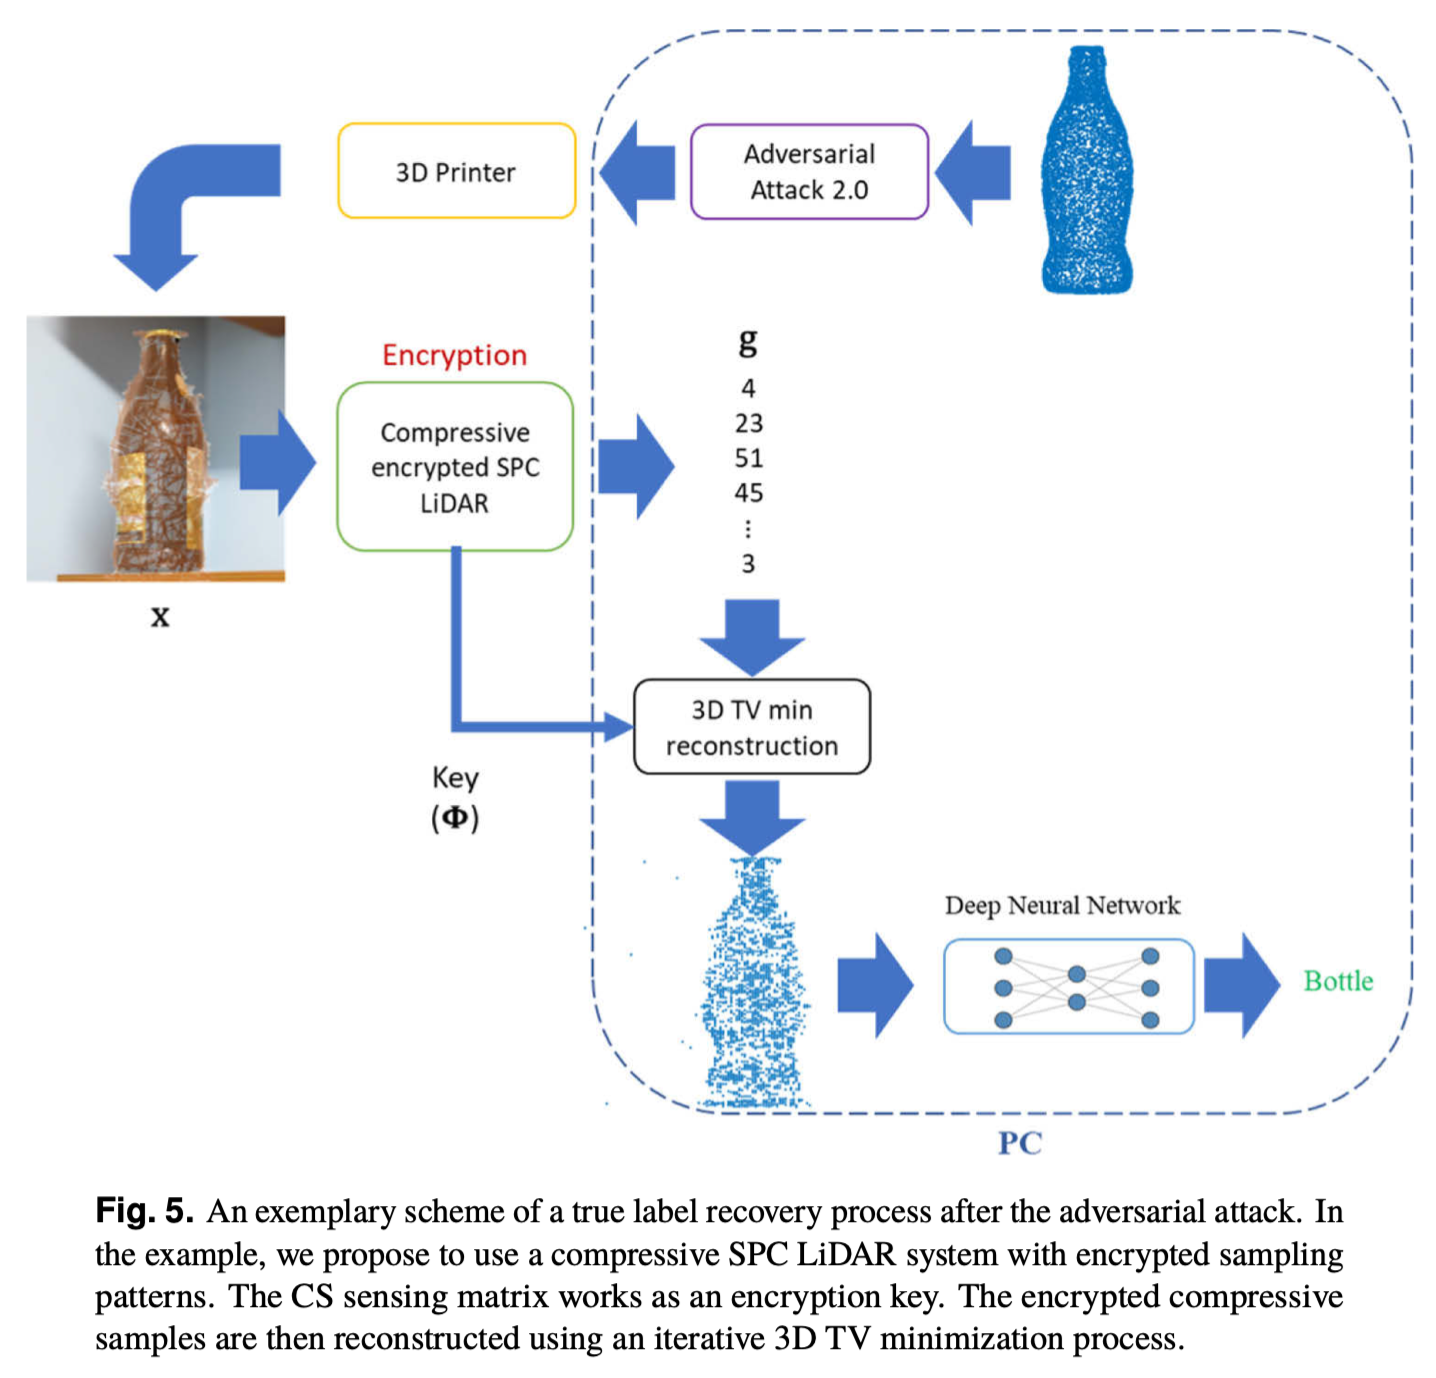 3D Printer
Adversarial
Attack 2.0
Encryption
Compressive
encrypted SPC
LiDAR
x
g
4
23
51
45
⋮
3
3D TV min
reconstruction
Key
(Φ)
Deep Neural Network
Bottle
PC
Fig. 5. An exemplary scheme of a true label recovery process after the adversarial attack. In
the example, we propose to use a compressive SPC LiDAR system with encrypted sampling
patterns. The CS sensing matrix works as an encryption key. The encrypted compressive
samples are then reconstructed using an iterative 3D TV minimization process.